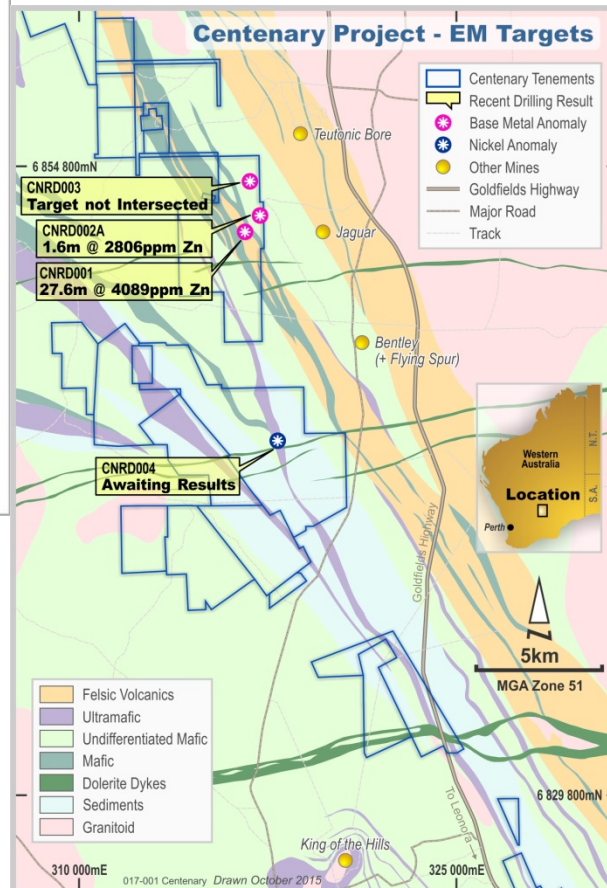 Centenary Project - EM Targets
Centenary Tenements
Recent Drilling Result
Base Metal Anomaly
Nickel Anomaly
Other Mines
Goldfields Highway
Major Road
Track
Teutonic Bore
6 854 800mN
CNRD003
Target not Intersected
CNRD002A
1.6m @ 2806ppm Zn
CNRD001
27.6m @ 4089ppm Zn
Jaguar
Bentley
(+ Flying Spur)
CNRD004
Awaiting Results
Western
Australia
N.T.
S.A.
Location
Perth
Goldfields Highway
N
5km
MGA Zone 51
Felsic Volcanics
Ultramafic
Undifferentiated Mafic
Mafic
Dolerite Dykes
Sediments
Granitoid
6 829 800mN
To Leonora
King of the Hills
310 000mE
325 000mE
017-001 Centenary Drawn October 2015